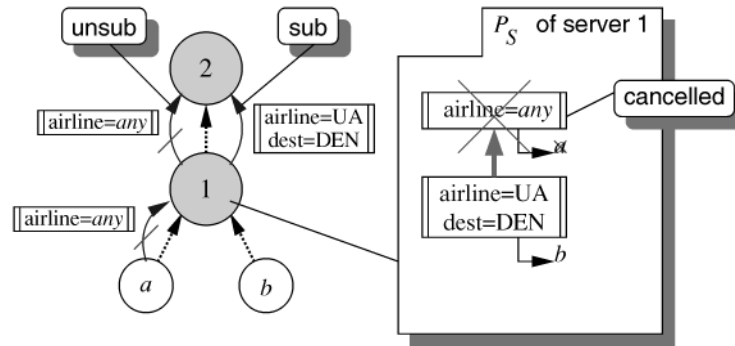 unsub
sub
P_S of server 1
2
airline=any
airline=UA
dest=DEN
airline=any
cancelled
a
1
airline=UA
dest=DEN
airline=any
b
a
b